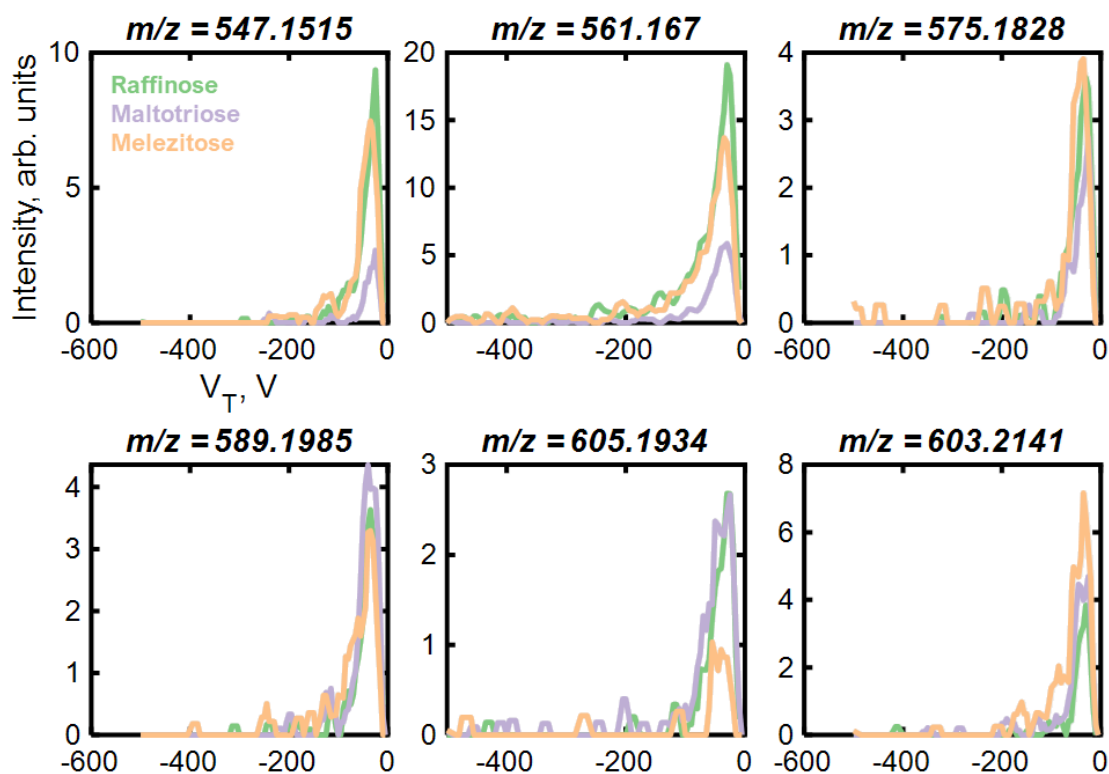 m/z = 547.1515
m/z = 561.167
m/z = 575.1828
Intensity, arb. units
10
5
0
Raffinose
Maltotriose
Melezitose
-600 -400 -200 0
V_T, V
20
15
10
5
0
-400 -200 0
4
3
2
1
0
-600 -400 -200 0
m/z = 589.1985
m/z = 605.1934
m/z = 603.2141
4
3
2
1
0
-600 -400 -200 0
3
2
1
0
-400 -200 0
8
6
4
2
0
-600 -400 -200 0